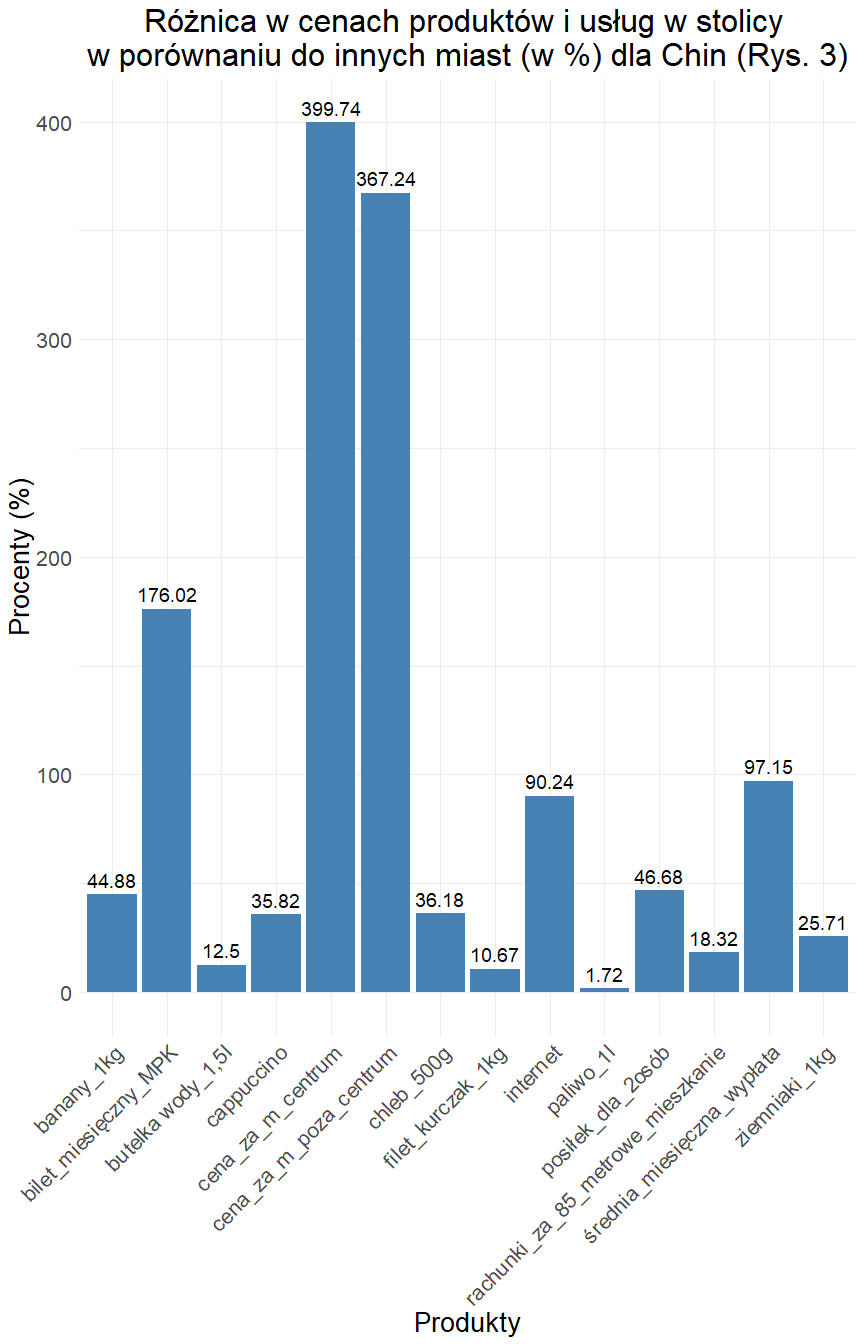 Różnica w cenach produktów i usług w stolicy
w porównaniu do innych miast (w %) dla Chin (Rys. 3)
Procenty (%)
400
300
200
100
0
44.88
176.02
12.5
35.82
399.74
367.24
36.18
10.67
90.24
1.72
46.68
18.32
97.15
25.71
banany_1kg
bilet_miesięczny_MPK
butelka wody_1,5l
cappuccino
cena_za_m_centrum
cena_za_m_poza_centrum
chleb_500g
filet_kurczak_1kg
internet
paliwo_1l
posiłek_dla_2osób
rachunki_za_85_metrowe_mieszkanie
średnia_miesięczna_wypłata
ziemniaki_1kg
Produkty